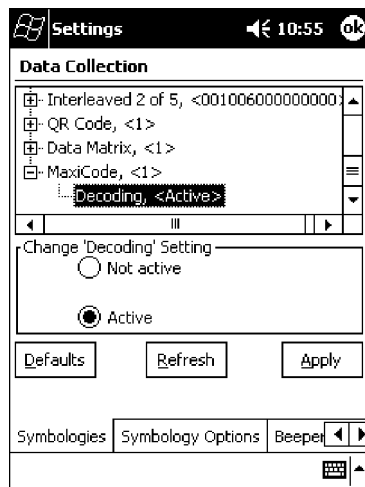 Settings 10:55 ok
Data Collection
Interleaved 2 of 5, <001006000000000>
QR Code, <1>
Data Matrix, <1>
MaxiCode, <1>
Decoding, <Active>
Change 'Decoding' Setting
Not active
Active
Defaults Refresh Apply
Symbologies Symbology Options Beeper